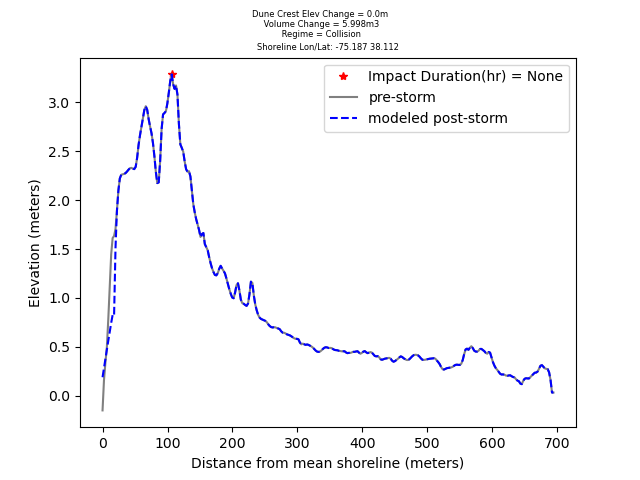 Dune Crest Elev Change = 0.0m
Volume Change = 5.998m3
Regime = Collision
Shoreline Lon/Lat: -75.187 38.112
Impact Duration(hr) = None
pre-storm
modeled post-storm
Elevation (meters)
3.0
2.5
2.0
1.5
1.0
0.5
0.0
0 100 200 300 400 500 600 700
Distance from mean shoreline (meters)